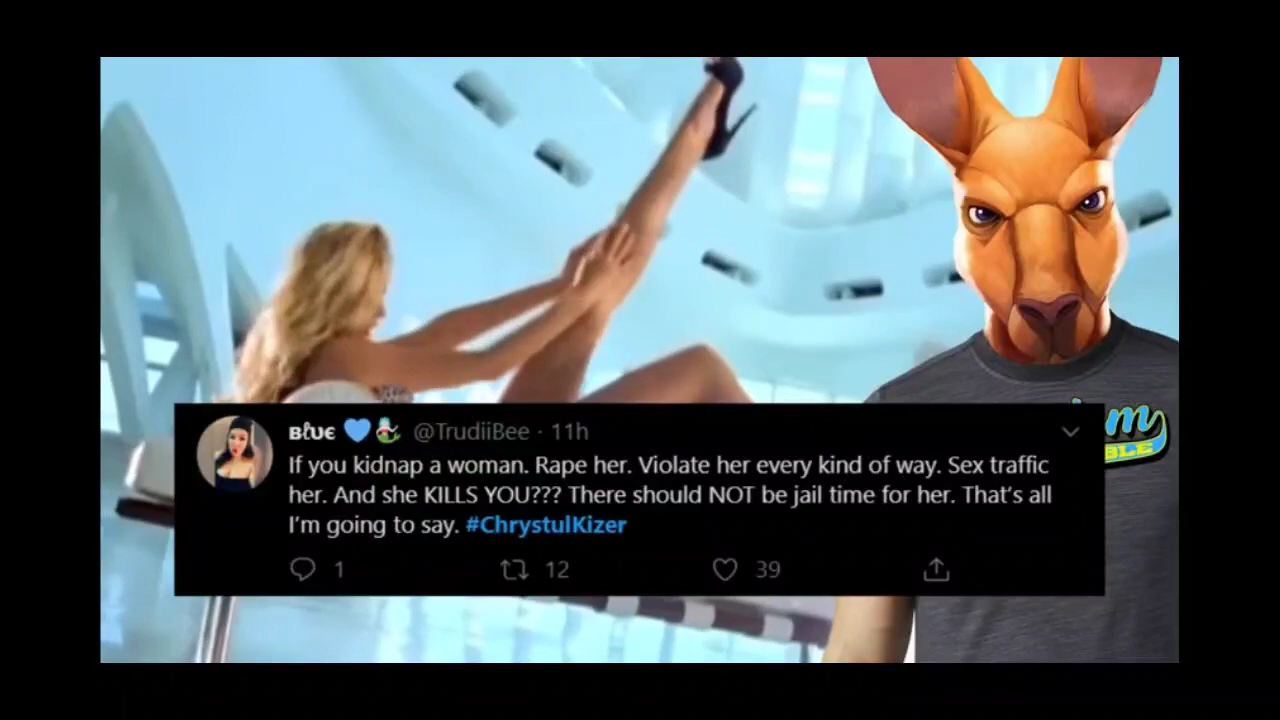 BℓUЄ 💙 @TrudiiBee · 11h
If you kidnap a woman. Rape her. Violate her every kind of way. Sex traffic
her. And she KILLS YOU??? There should NOT be jail time for her. That's all
I'm going to say. #ChrystulKizer
1 12 39